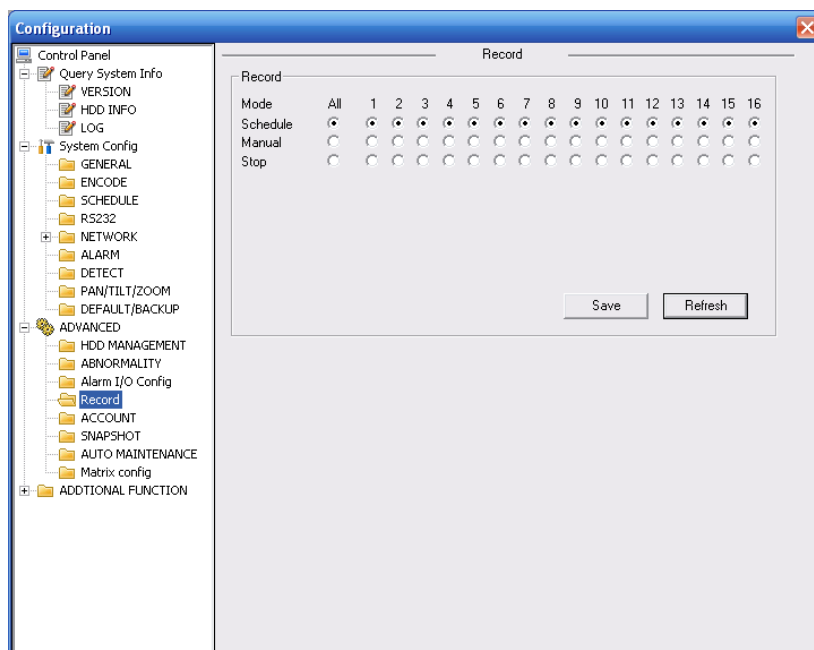 Configuration
Control Panel
Query System Info
VERSION
HDD INFO
LOG
System Config
GENERAL
ENCODE
SCHEDULE
RS232
NETWORK
ALARM
DETECT
PAN/TILT/ZOOM
DEFAULT/BACKUP
ADVANCED
HDD MANAGEMENT
ABNORMALITY
Alarm I/O Config
Record
ACCOUNT
SNAPSHOT
AUTO MAINTENANCE
Matrix config
ADDTIONAL FUNCTION
Record
Record
Mode All 1 2 3 4 5 6 7 8 9 10 11 12 13 14 15 16
Schedule
Manual
Stop
Save Refresh